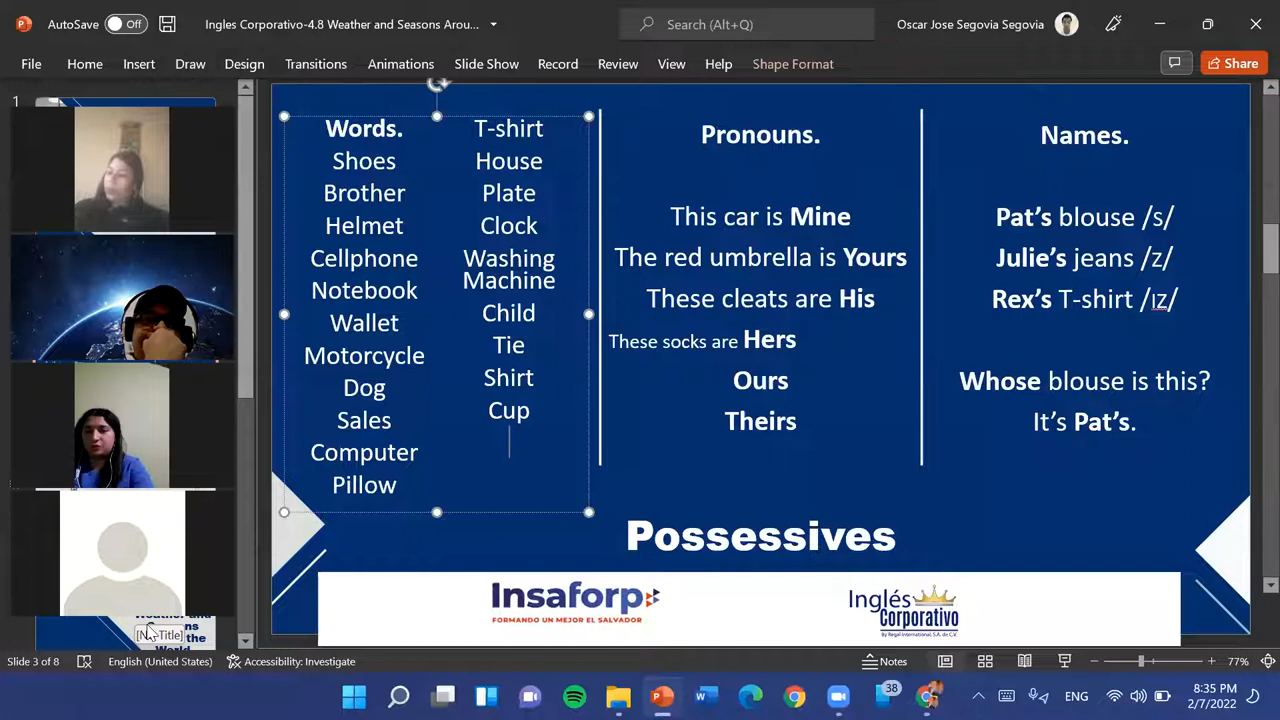 AutoSave Off
Ingles Corporativo-4.8 Weather and Seasons Arou...
Search (Alt+Q)
Oscar Jose Segovia Segovia
File Home Insert Draw Design Transitions Animations Slide Show Record Review View Help Shape Format
Share
1
Words.
Shoes
Brother
Helmet
Cellphone
Notebook
Wallet
Motorcycle
Dog
Sales
Computer
Pillow
T-shirt
House
Plate
Clock
Washing
Machine
Child
Tie
Shirt
Cup
Pronouns.
This car is Mine
The red umbrella is Yours
These cleats are His
These socks are Hers
Ours
Theirs
Names.
Pat's blouse /s/
Julie's jeans /z/
Rex's T-shirt /ɪz/
Whose blouse is this?
It's Pat's.
Possessives
Insaforp
FORMANDO UN MEJOR EL SALVADOR
Inglés
Corporativo
By Regal International, S.A. de C.V.
Slide 3 of 8
English (United States)
Accessibility: Investigate
Notes
77%
38
ENG
8:35 PM
2/7/2022